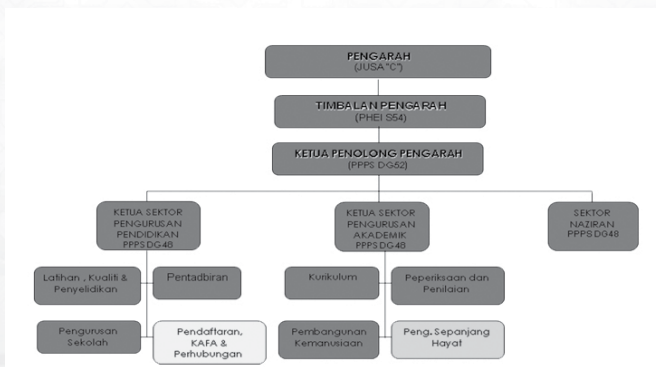 PENGARAH
(JUSA "C")
TIMBALAN PENGARAH
(PHEI S54)
KETUA PENOLONG PENGARAH
(PPPS DG52)
KETUA SEKTOR
PENGURUSAN
PENDIDIKAN
PPPS DG48
KETUA SEKTOR
PENGURUSAN
AKADEMIK
PPPS DG48
SEKTOR
NAZIRAN
PPPS DG48
Latihan , Kualiti &
Penyelidikan
Pentadbiran
Kurikulum
Peperiksaan dan
Penilaian
Pengurusan
Sekolah
Pendaftaran,
KAFA &
Perhubungan
Pembangunan
Kemanusiaan
Peng. Sepanjang
Hayat